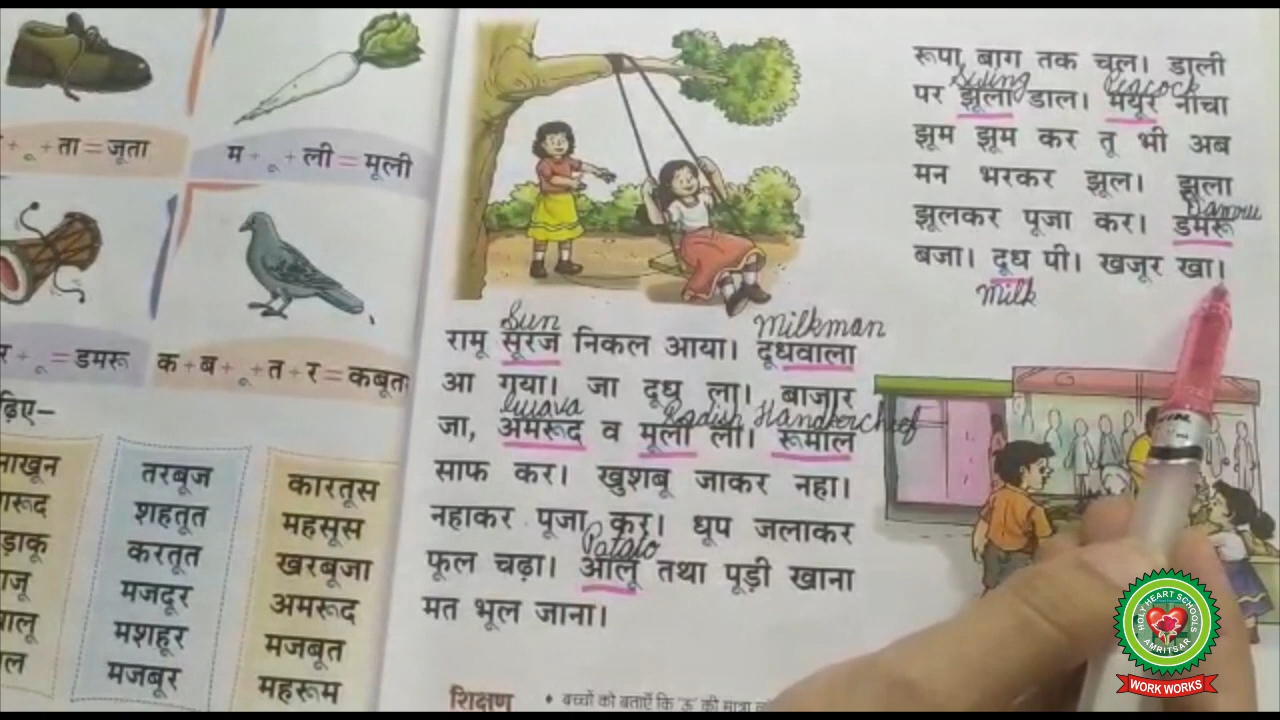 ता = जूता
म + ू + ली = मूली
= डमरू
क + ब + ू + त + र = कबूत
तरबूज
शहतूत
करतूत
मजदूर
मशहूर
मजबूर
कारतूस
महसूस
खरबूजा
अमरूद
मजबूत
महरूम
रूपा बाग तक चल। डाली
Swing Peacock
पर झूला डाल। मयूर नाचा
झूम झूम कर तू भी अब
मन भरकर झूल। झूला
Damru
झूलकर पूजा कर। डमरू
बजा। दूध पी। खजूर खा।
Milk
Sun Milkman
रामू सूरज निकल आया। दूधवाला
आ गया। जा दूध ला। बाजार
Guava Radish Handkerchief
जा, अमरूद व मूली ला। रूमाल
साफ कर। खुशबू जाकर नहा।
नहाकर पूजा कर। धूप जलाकर
Potato
फूल चढ़ा। आलू तथा पूड़ी खाना
मत भूल जाना।
शिक्षण • बच्चों को बताएँ कि 'ऊ' की मात्रा
HOLY HEART SCHOOLS
AMRITSAR
WORK WORKS